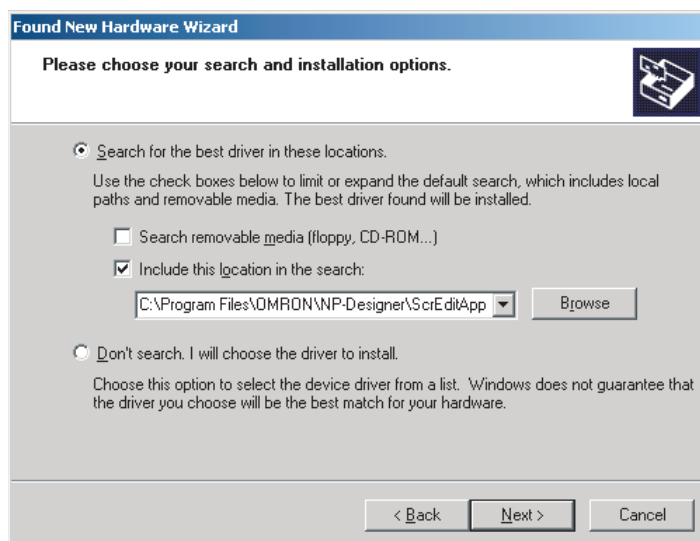 Found New Hardware Wizard
Please choose your search and installation options.
Search for the best driver in these locations.
Use the check boxes below to limit or expand the default search, which includes local
paths and removable media. The best driver found will be installed.
Search removable media (floppy, CD-ROM...)
Include this location in the search:
C:\Program Files\OMRON\NP-Designer\ScrEditApp
Browse
Don't search. I will choose the driver to install.
Choose this option to select the device driver from a list.  Windows does not guarantee that
the driver you choose will be the best match for your hardware.
< Back
Next >
Cancel